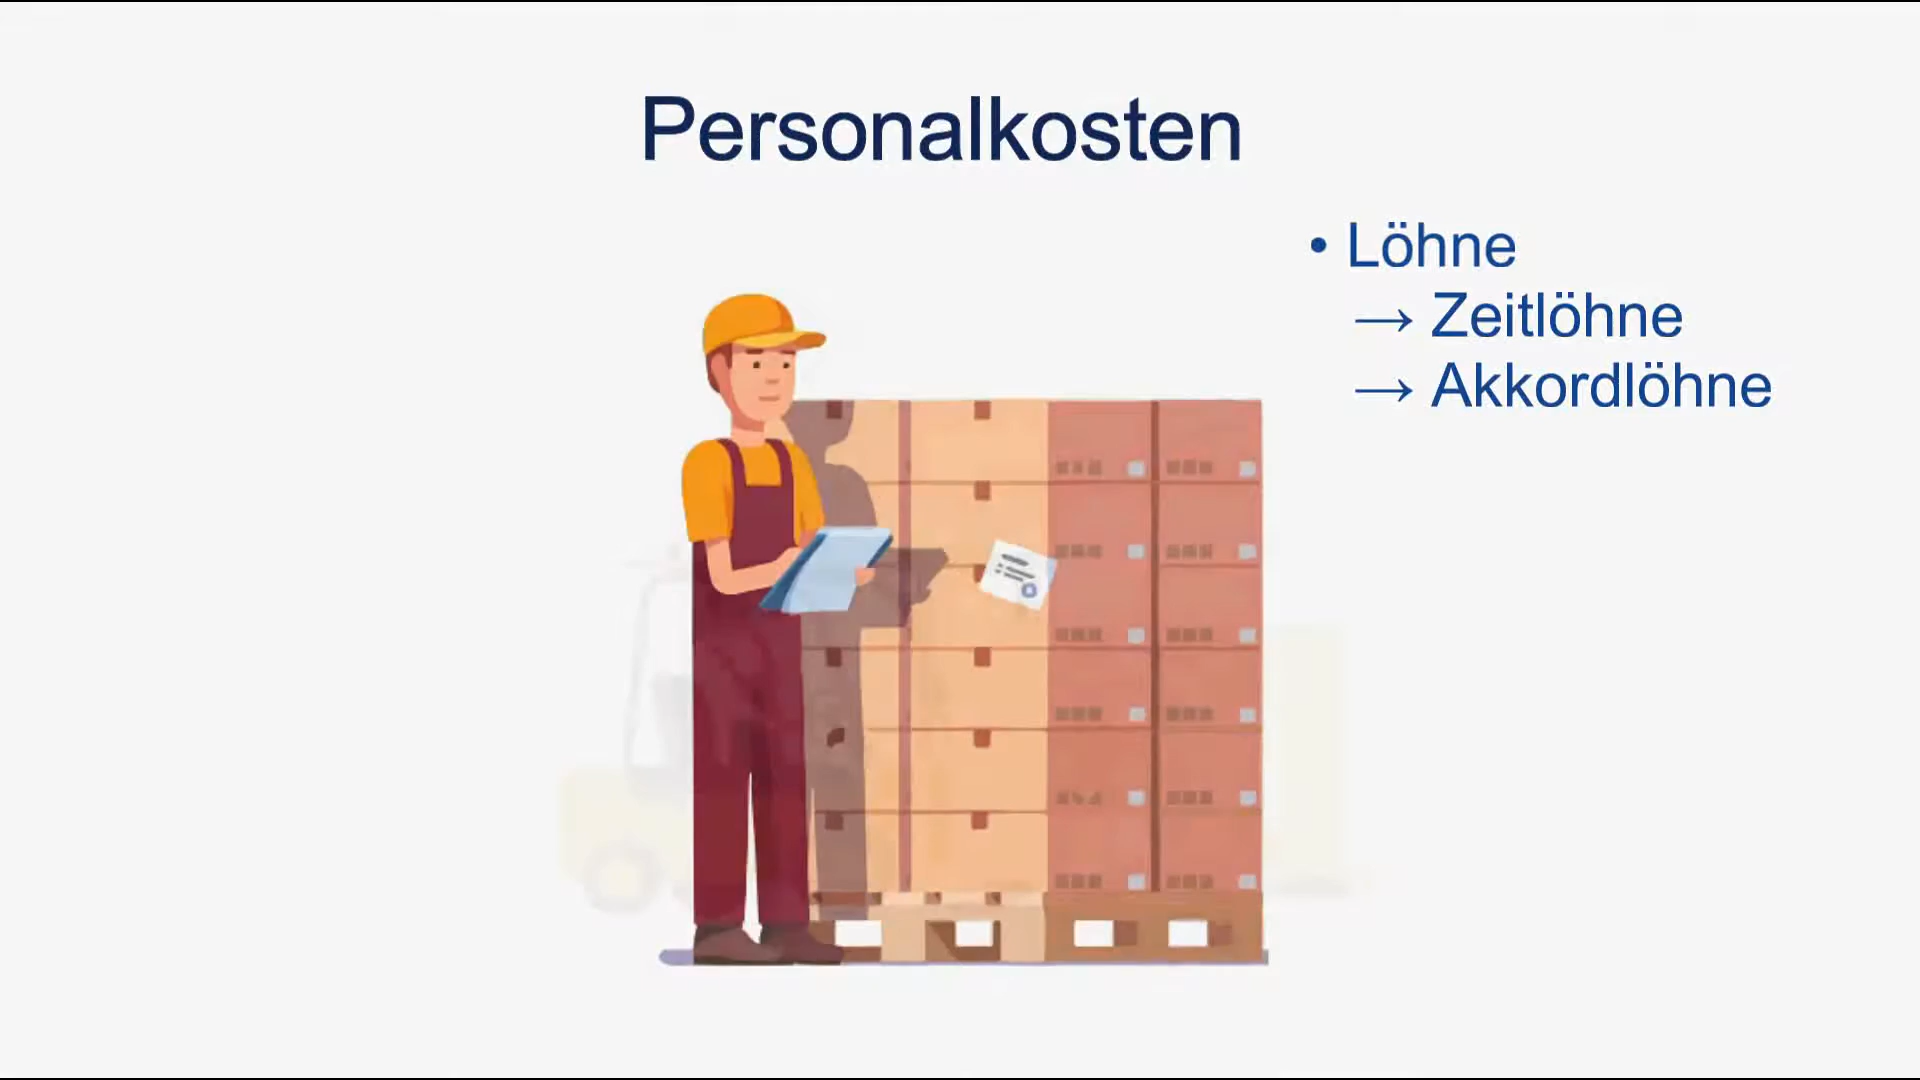 Personalkosten
• Löhne
→ Zeitlöhne
→ Akkordlöhne